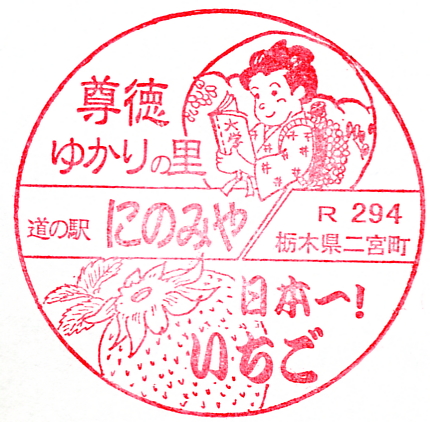 尊徳
ゆかりの里
大学
道の駅 にのみや
R 294
栃木県二宮町
日本一!
いちご